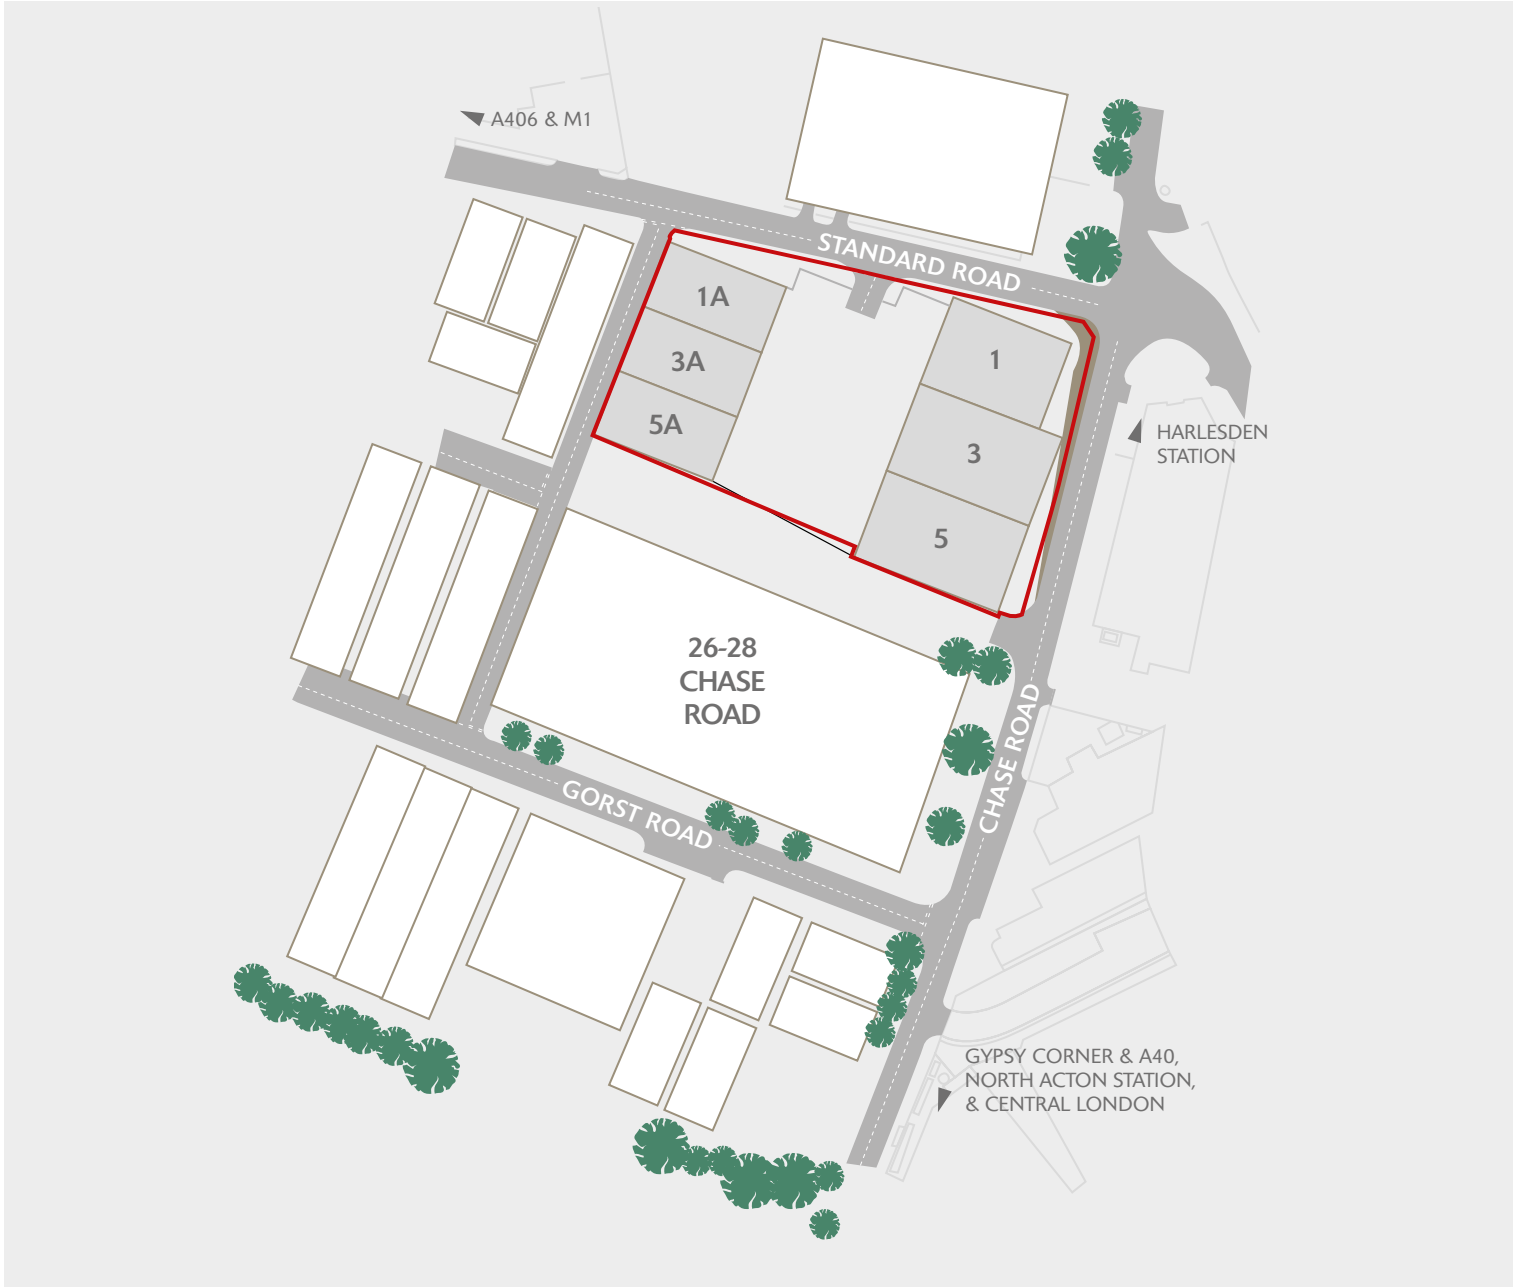 A406 & M1
STANDARD ROAD
1A
3A
5A
1
3
5
HARLESDEN
STATION
26-28
CHASE
ROAD
CHASE ROAD
GORST ROAD
GYPSY CORNER & A40,
NORTH ACTON STATION,
& CENTRAL LONDON